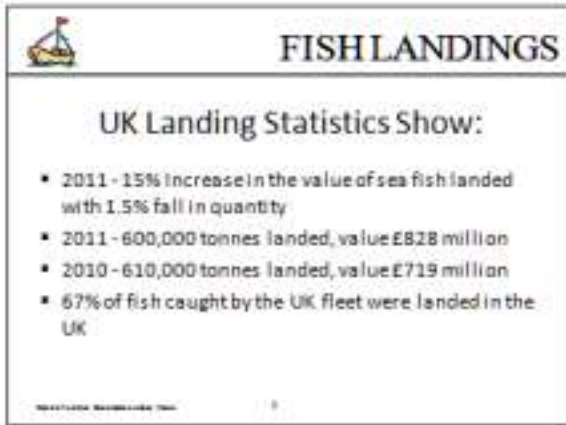 FISH LANDINGS
UK Landing Statistics Show:
▪ 2011 - 15% Increase in the value of sea fish landed
with 1.5% fall in quantity
▪ 2011 - 600,000 tonnes landed, value £828 million
▪ 2010 - 610,000 tonnes landed, value £719 million
▪ 67% of fish caught by the UK fleet were landed in the
UK